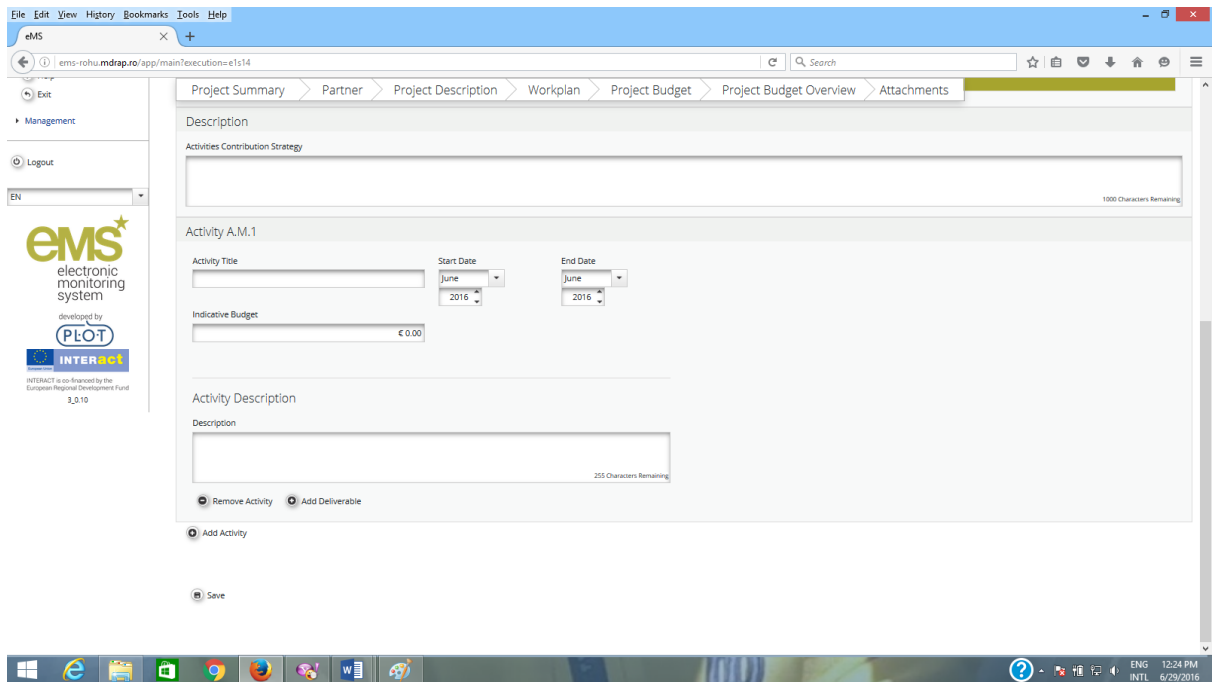 File Edit View History Bookmarks Tools Help
eMS
ems-rohu.mdrap.ro/app/main?execution=e1s14
Search
Exit
Management
Logout
EN
eMS
electronic
monitoring
system
developed by
PLOT
INTERact
INTERACT is co-financed by the
European Regional Development Fund
3_0.10
Project Summary Partner Project Description Workplan Project Budget Project Budget Overview Attachments
Description
Activities Contribution Strategy
1000 Characters Remaining
Activity A.M.1
Activity Title Start Date End Date
June June
2016 2016
Indicative Budget
€ 0.00
Activity Description
Description
255 Characters Remaining
Remove Activity Add Deliverable
Add Activity
Save
ENG 12:24 PM
INTL 6/29/2016